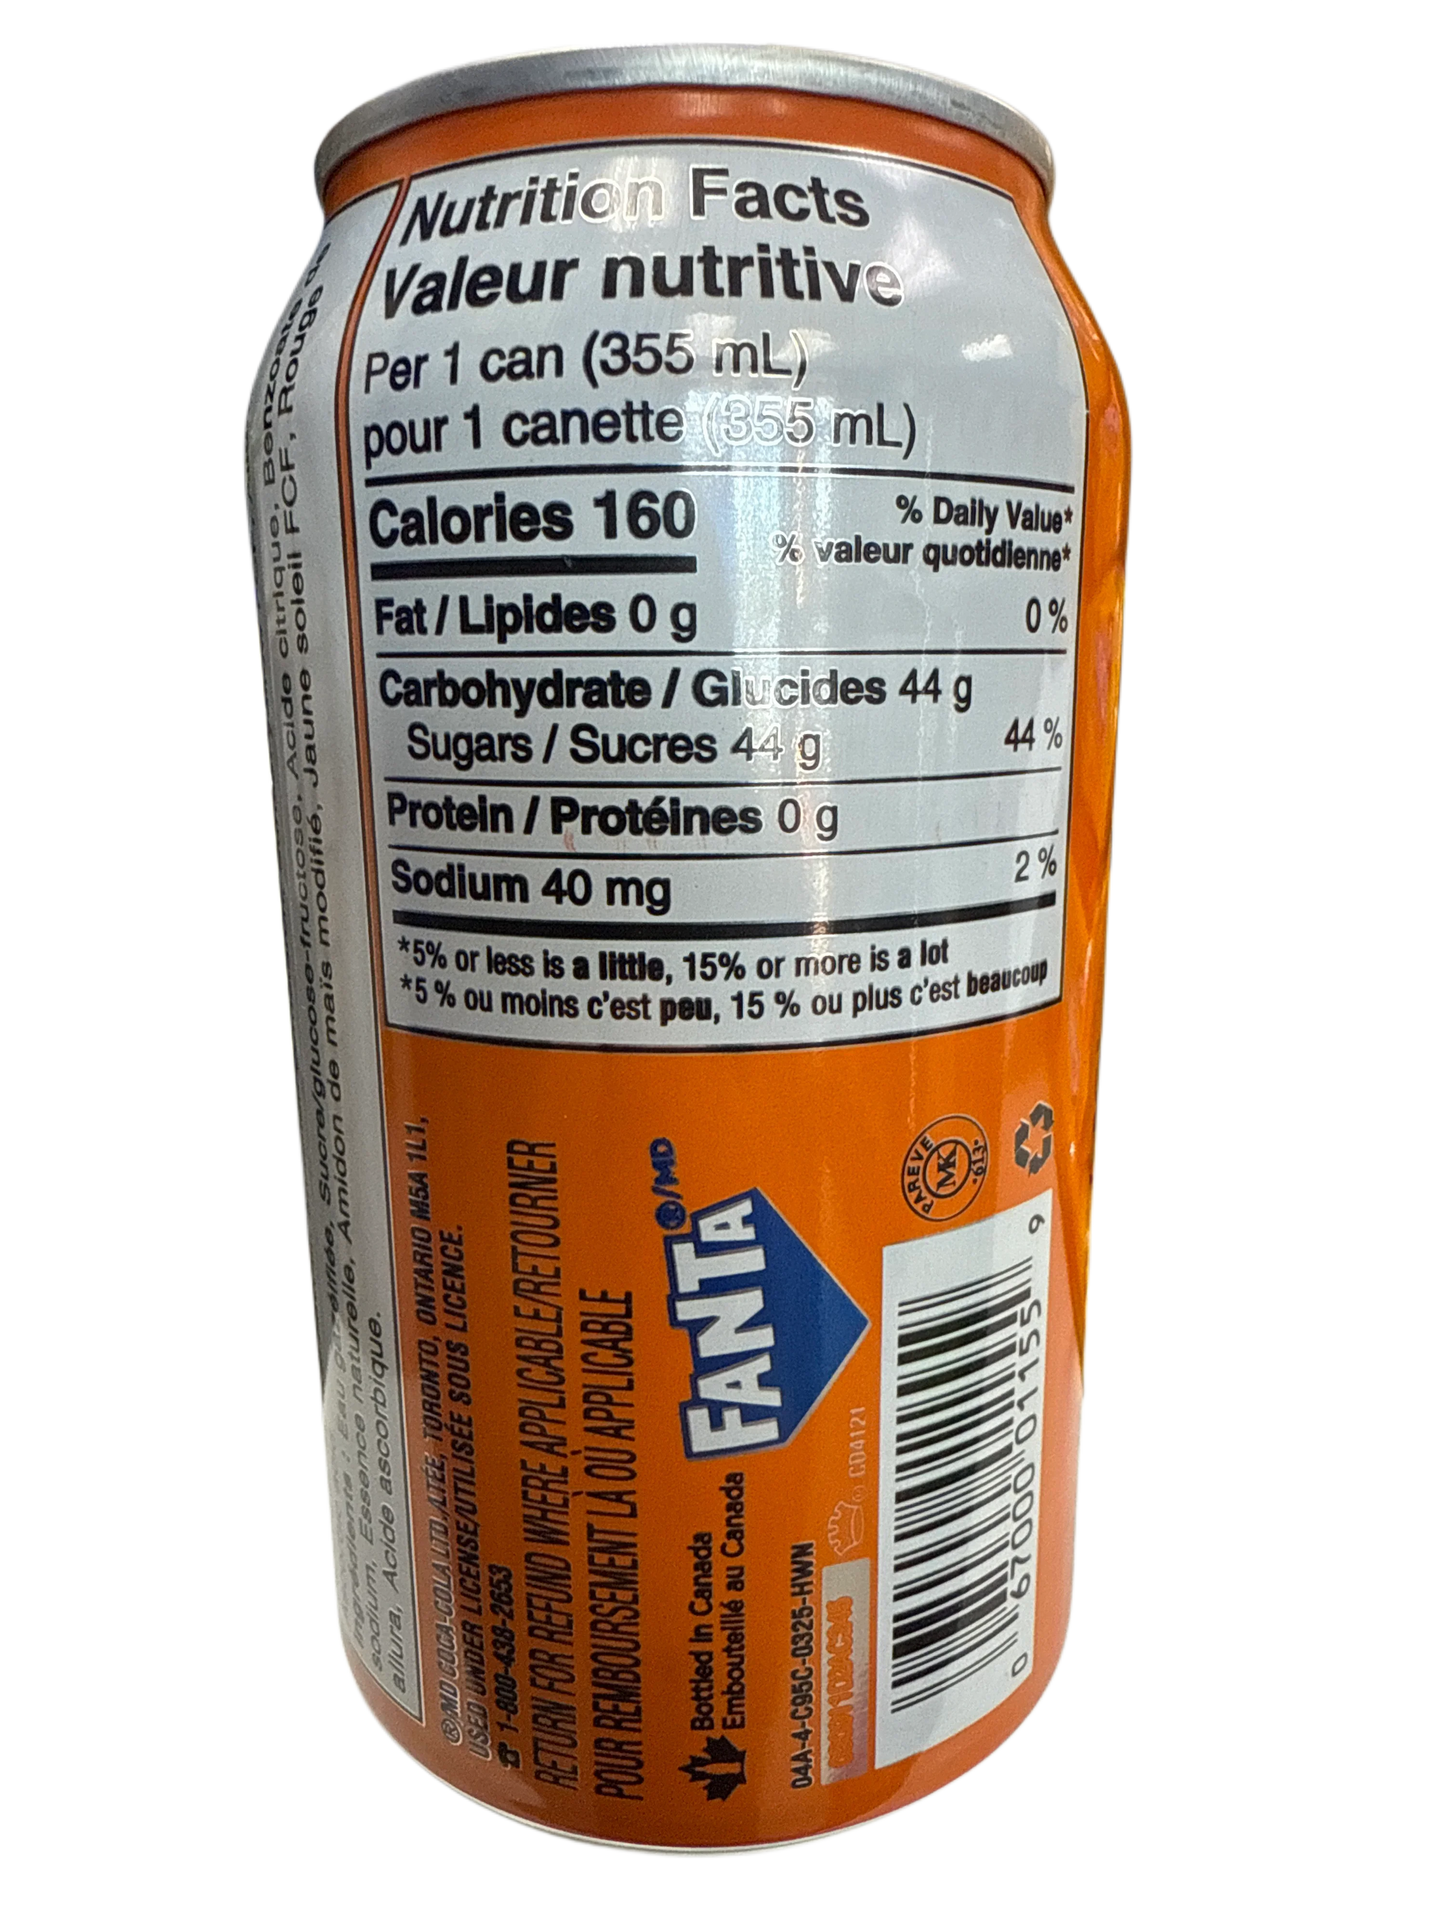 Nutrition Facts
Valeur nutritive
Per 1 can (355 mL)
pour 1 canette (355 mL)
Calories 160
% Daily Value*
% valeur quotidienne*
Fat / Lipides 0 g 0 %
Carbohydrate / Glucides 44 g
Sugars / Sucres 44 g 44 %
Protein / Protéines 0 g
Sodium 40 mg 2 %
*5% or less is a little, 15% or more is a lot
*5 % ou moins c'est peu, 15 % ou plus c'est beaucoup
Ingrédients : Eau gazéifiée, Sucre/glucose-fructose, Acide citrique, Benzoate de
sodium, Essence naturelle, Amidon de maïs modifié, Jaune soleil FCF, Rouge
allura, Acide ascorbique.
®/MD COCA-COLA LTD./LTÉE, TORONTO, ONTARIO M5A 1L1,
USED UNDER LICENSE/UTILISÉE SOUS LICENCE.
☎ 1-800-438-2653
RETURN FOR REFUND WHERE APPLICABLE/RETOURNER
POUR REMBOURSEMENT LÀ OÙ APPLICABLE
Bottled in Canada
Embouteillé au Canada
FANTA ®/MD
04A-4-C95C-0325-HWN
® CD4121
PAREVE
MK
613
0 67000 01155 9